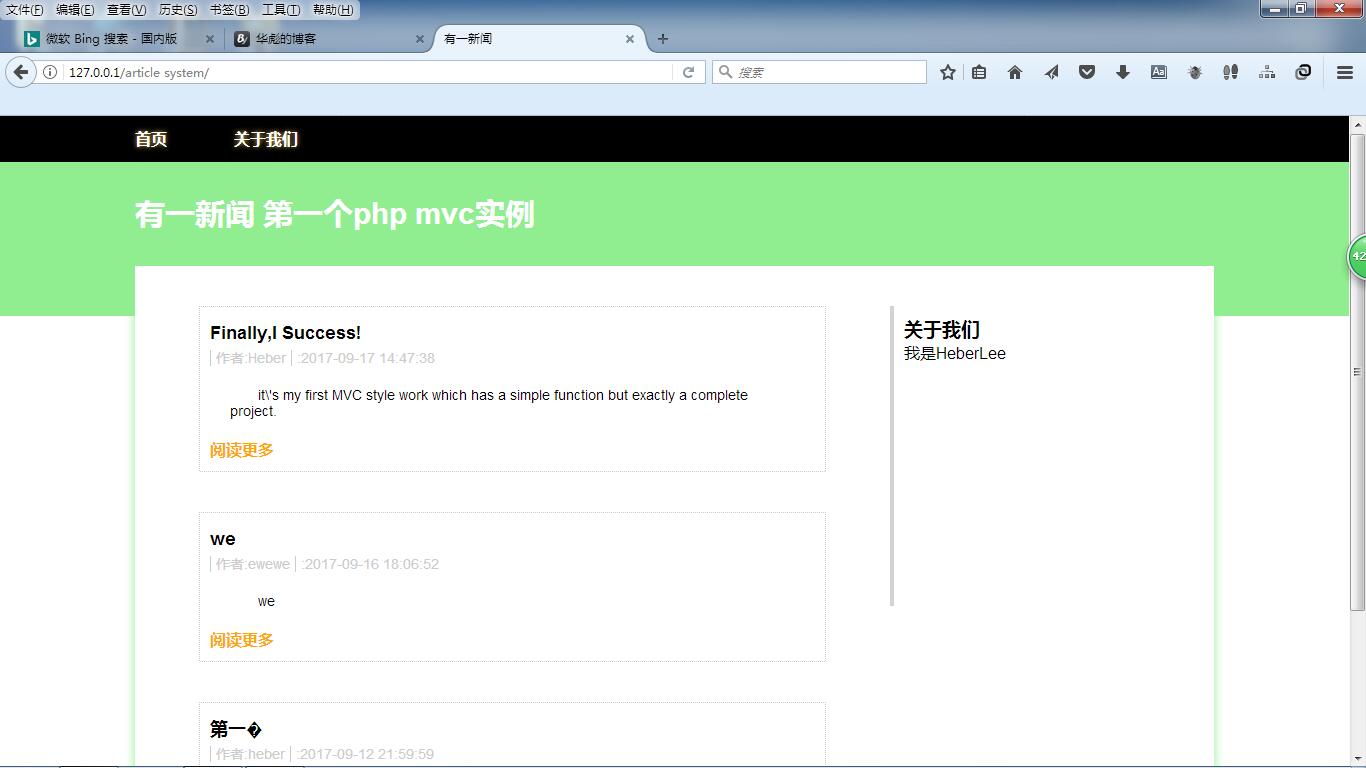 文件(F) 编辑(E) 查看(V) 历史(S) 书签(B) 工具(T) 帮助(H)
微软 Bing 搜索 - 国内版
华彪的博客
有一新闻
127.0.0.1/article system/
搜索
首页 关于我们
有一新闻 第一个php mvc实例
42
Finally,I Success!
| 作者:Heber | :2017-09-17 14:47:38
it\'s my first MVC style work which has a simple function but exactly a complete
project.
阅读更多
关于我们
我是HeberLee
we
| 作者:ewewe | :2017-09-16 18:06:52
we
阅读更多
第一�
| 作者:heber | :2017-09-12 21:59:59